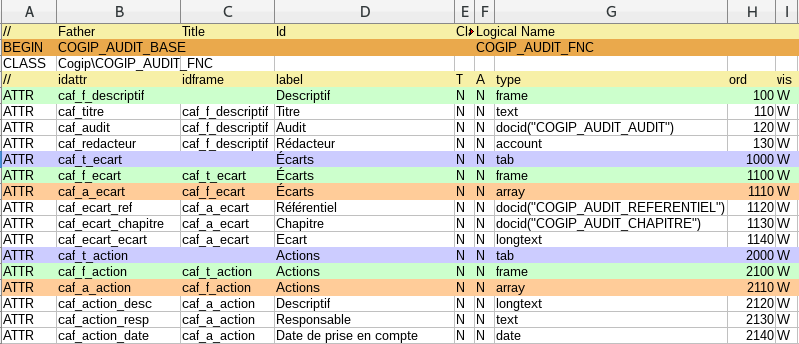 A B C D E F G H I
// Father Title Id Cl Logical Name
BEGIN COGIP_AUDIT_BASE COGIP_AUDIT_FNC
CLASS Cogip\COGIP_AUDIT_FNC
// idattr idframe label T A type ord vis
ATTR caf_f_descriptif Descriptif N N frame 100 W
ATTR caf_titre caf_f_descriptif Titre N N text 110 W
ATTR caf_audit caf_f_descriptif Audit N N docid("COGIP_AUDIT_AUDIT") 120 W
ATTR caf_redacteur caf_f_descriptif Rédacteur N N account 130 W
ATTR caf_t_ecart Écarts N N tab 1000 W
ATTR caf_f_ecart caf_t_ecart Écarts N N frame 1100 W
ATTR caf_a_ecart caf_f_ecart Écarts N N array 1110 W
ATTR caf_ecart_ref caf_a_ecart Référentiel N N docid("COGIP_AUDIT_REFERENTIEL") 1120 W
ATTR caf_ecart_chapitre caf_a_ecart Chapitre N N docid("COGIP_AUDIT_CHAPITRE") 1130 W
ATTR caf_ecart_ecart caf_a_ecart Ecart N N longtext 1140 W
ATTR caf_t_action Actions N N tab 2000 W
ATTR caf_f_action caf_t_action Actions N N frame 2100 W
ATTR caf_a_action caf_f_action Actions N N array 2110 W
ATTR caf_action_desc caf_a_action Descriptif N N longtext 2120 W
ATTR caf_action_resp caf_a_action Responsable N N text 2130 W
ATTR caf_action_date caf_a_action Date de prise en compte N N date 2140 W